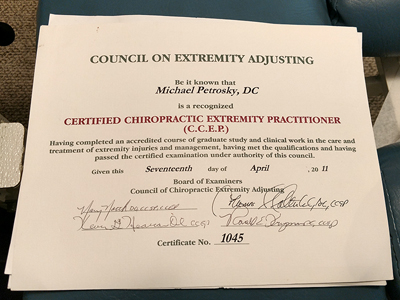 COUNCIL ON EXTREMITY ADJUSTING
Be it known that
Michael Petrosky, DC
is a recognized
CERTIFIED CHIROPRACTIC EXTREMITY PRACTITIONER
(C.C.E.P.)
Having completed an accredited course of graduate study and clinical work in the care and
treatment of extremity injuries and management, having met the qualifications and having
passed the certified examination under authority of this council.
Given this Seventeenth day of April , 2011
Board of Examiners
Council of Chiropractic Extremity Adjusting
Certificate No. 1045